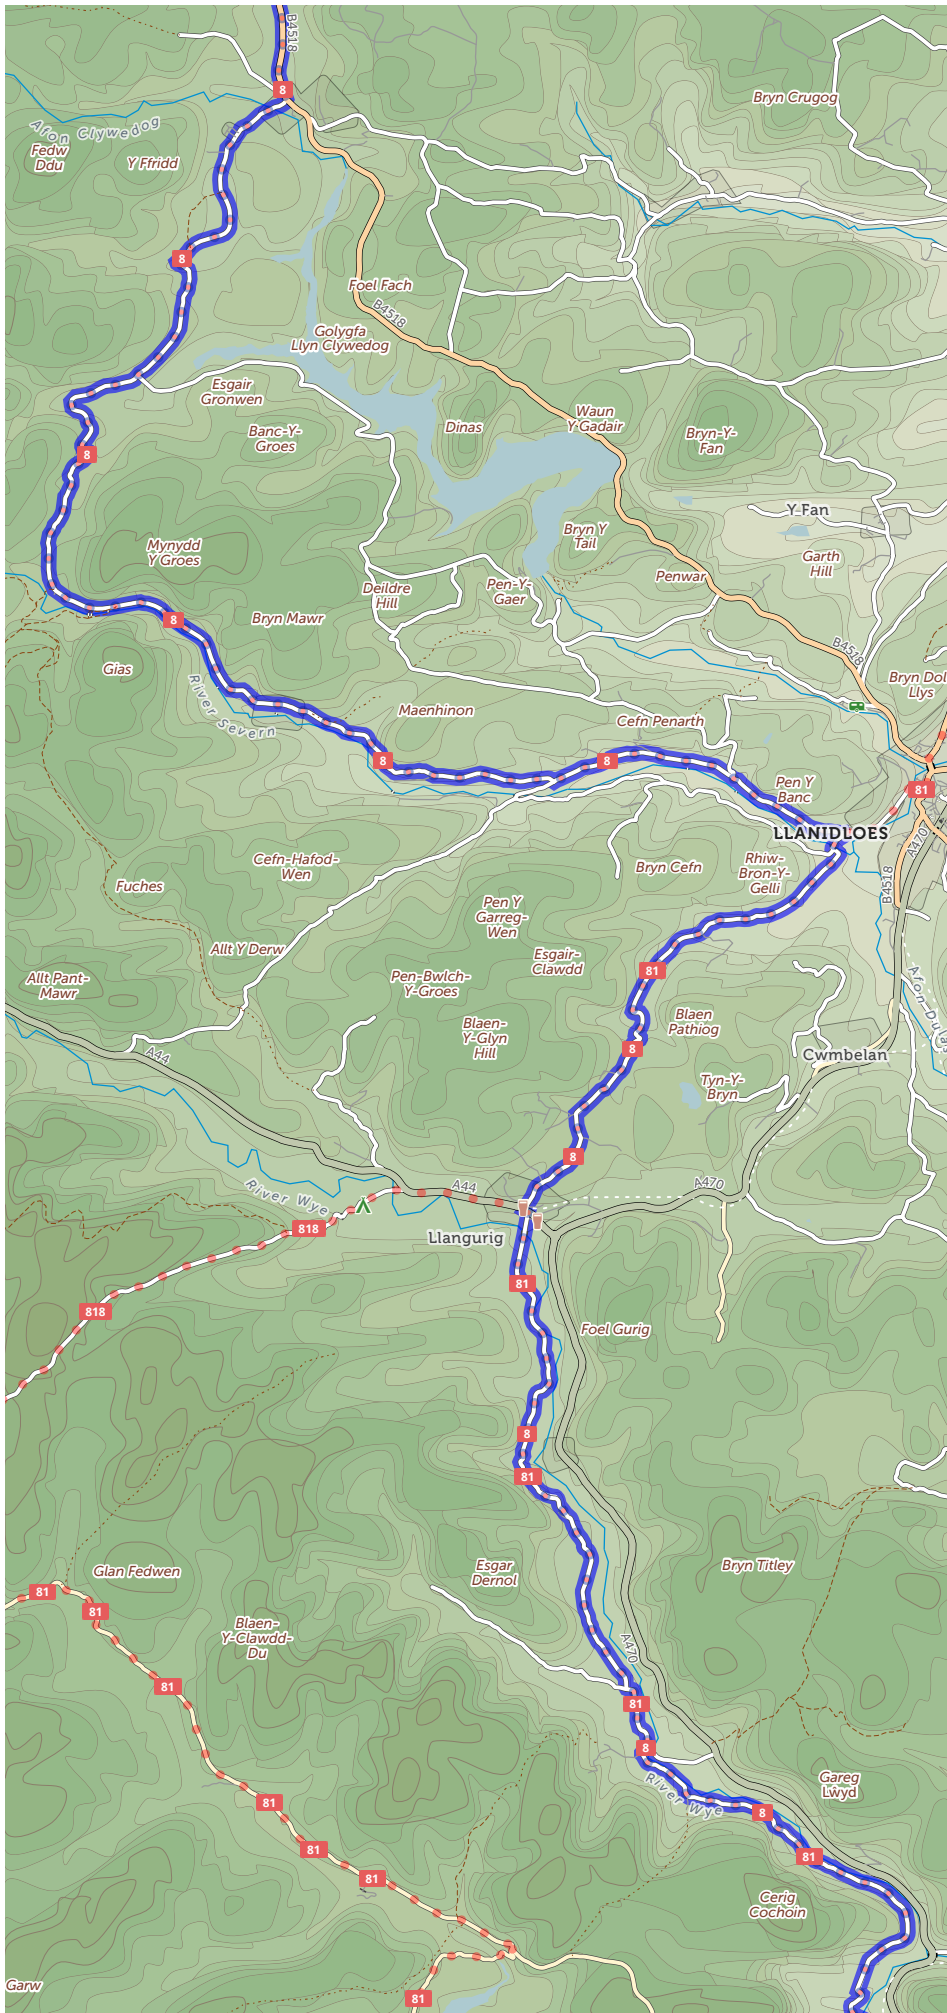 B4518
8
Bryn Crugog
Afon Clywedog
Fedw
Ddu
Y Ffridd
8
Foel Fach
B4518
Golygfa
Llyn Clywedog
Esgair
Gronwen
Waun
Y Gadair
Banc-Y-
Groes
Dinas
Bryn-Y-
Fan
8
Y Fan
Bryn Y
Tail
Mynydd
Y Groes
Garth
Hill
Penwar
Deildre
Hill
Pen-Y-
Gaer
8
Bryn Mawr
B4518
Gias
Bryn Dol
Llys
River Severn
Maenhinon
Cefn Penarth
8
8
Pen Y
Banc
81
LLANIDLOES
A470
Cefn-Hafod-
Wen
Bryn Cefn
Rhiw-
Bron-Y-
Gelli
Fuches
B4518
Pen Y
Garreg-
Wen
Allt Y Derw
Esgair-
Clawdd
81
Allt Pant-
Mawr
Pen-Bwlch-
Y-Groes
Afon Dulas
Blaen-
Y-Glyn
Hill
Blaen
Pathiog
8
A44
Cwmbelan
Tyn-Y-
Bryn
8
River Wye
A44
A470
818
Llangurig
81
818
Foel Gurig
8
81
Glan Fedwen
Esgar
Dernol
Bryn Titley
81
81
Blaen-
Y-Clawdd-
Du
A470
81
81
8
Gareg
Lwyd
River Wye
81
8
81
81
81
Cerig
Cochoin
Garw
81